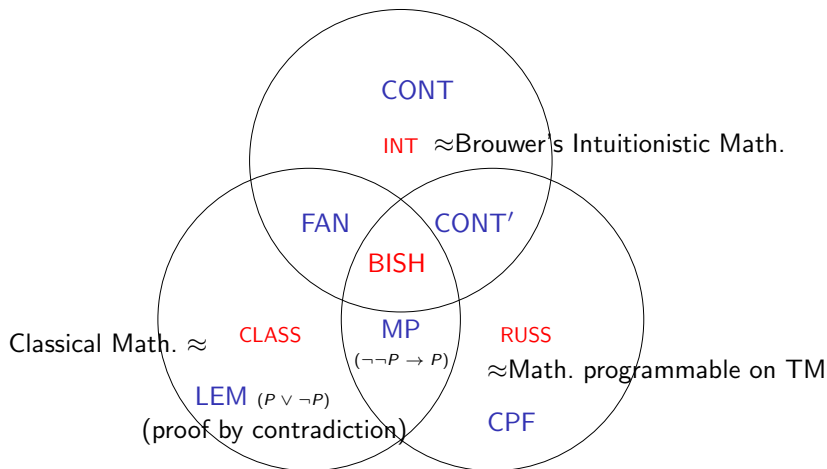 CONT
INT ≈Brouwer's Intuitionistic Math.
FAN CONT′
BISH
Classical Math. ≈ CLASS MP RUSS
(¬¬P → P)
≈Math. programmable on TM
LEM (P ∨ ¬P)
(proof by contradiction)
CPF